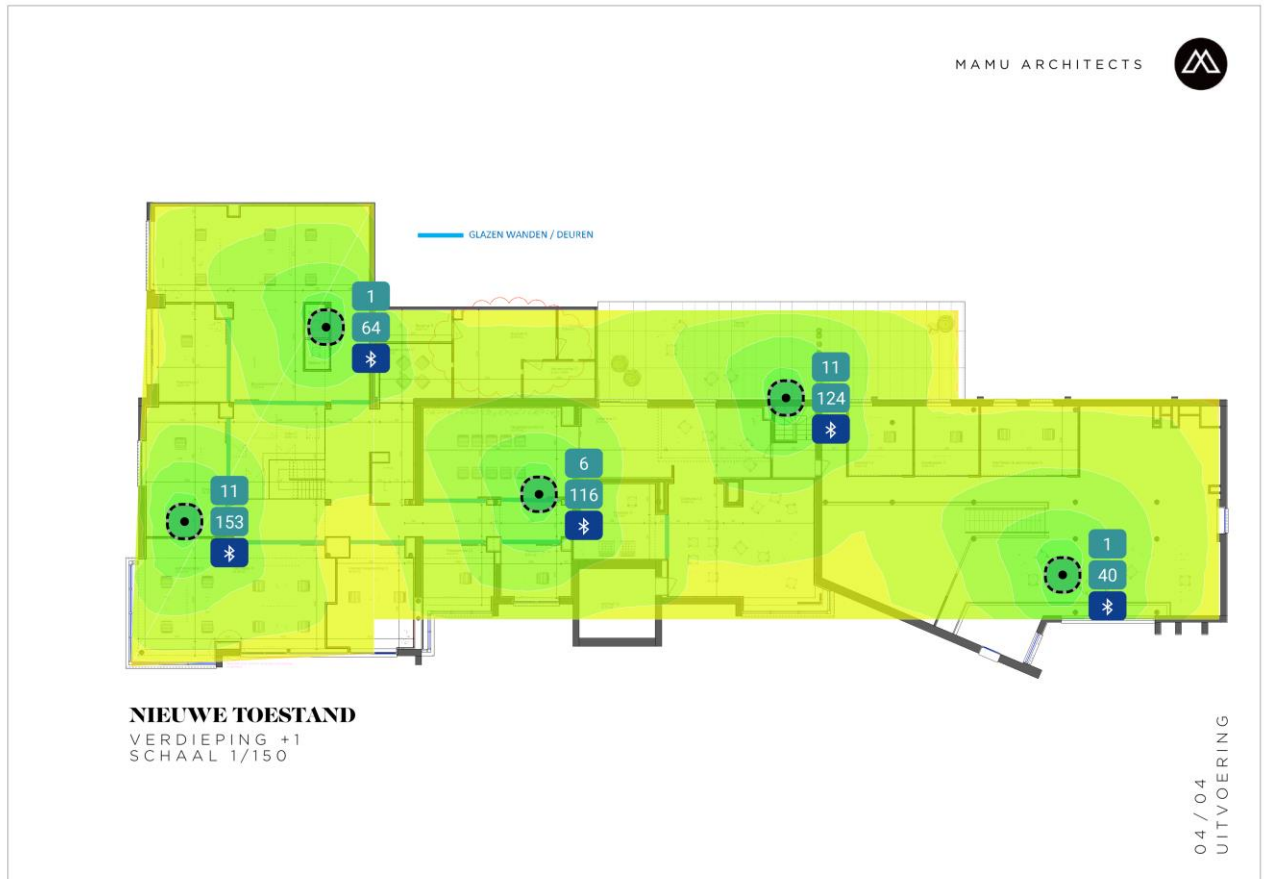 MAMU ARCHITECTS
GLAZEN WANDEN / DEUREN
1
64
11
124
6
116
11
153
1
40
NIEUWE TOESTAND
VERDIEPING +1
SCHAAL 1/150
04 / 04
UITVOERING